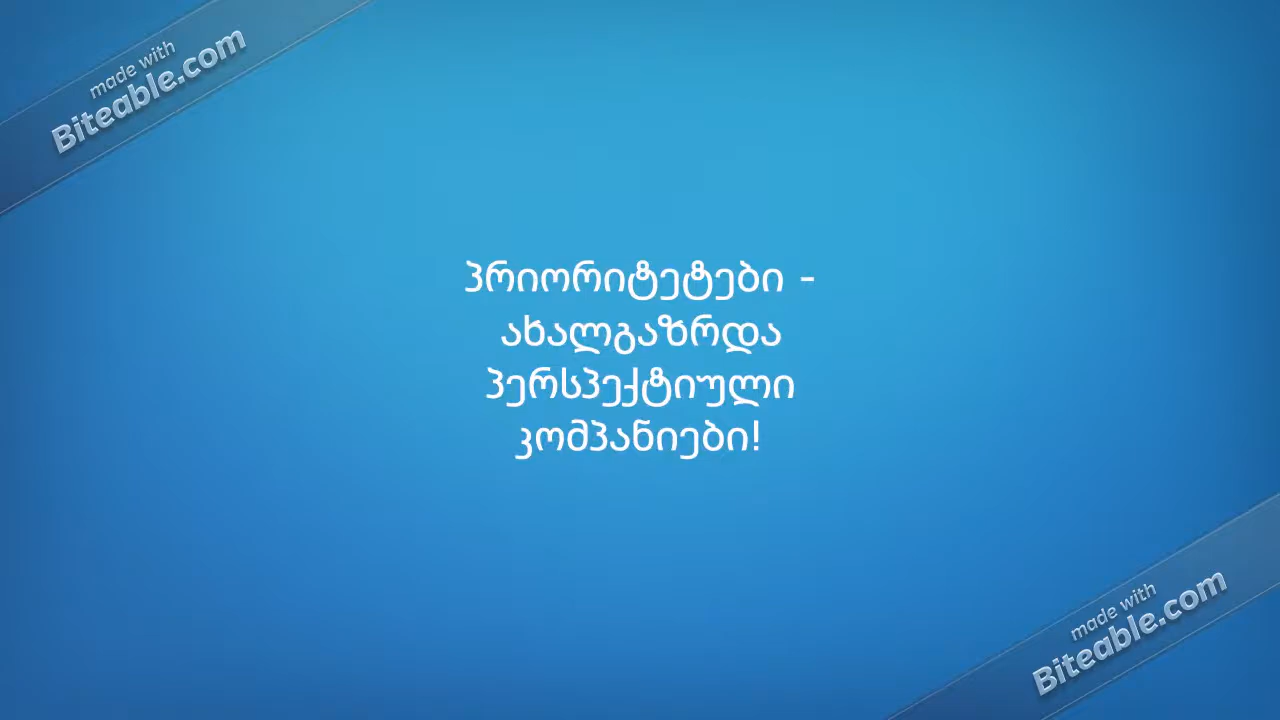 made with
Biteable.com
პრიორიტეტები -
ახალგაზრდა
პერსპექტიული
კომპანიები!
made with
Biteable.com